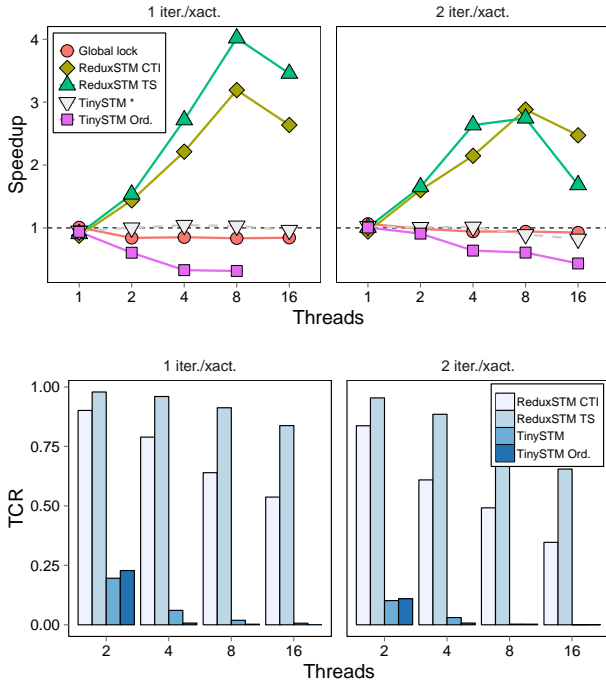 1 iter./xact.
2 iter./xact.
Speedup
4
3
2
1
Global lock
ReduxSTM CTI
ReduxSTM TS
TinySTM *
TinySTM Ord.
1 2 4 8 16
1 2 4 8 16
Threads
Threads
1 iter./xact.
2 iter./xact.
TCR
1.00
0.75
0.50
0.25
0.00
ReduxSTM CTI
ReduxSTM TS
TinySTM
TinySTM Ord.
2 4 8 16
2 4 8 16
Threads
Threads